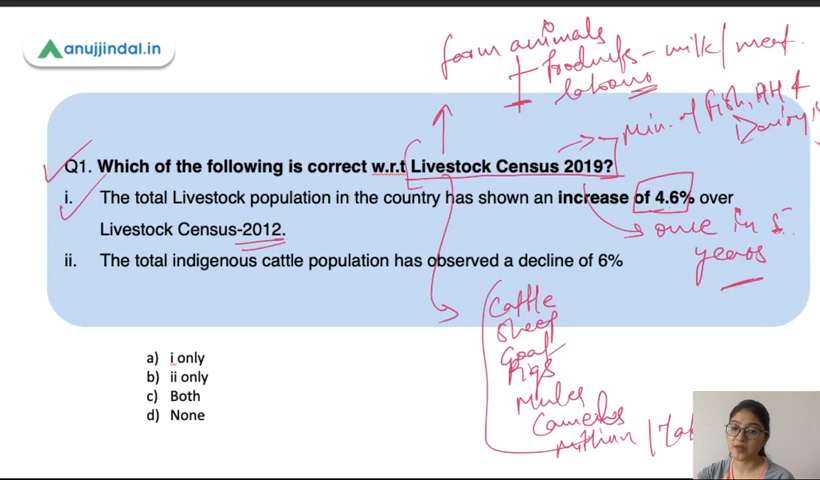 anujjindal.in
farm animals
Products - milk/meat.
labours
Min. of Fish, AH &
Dairy
Q1. Which of the following is correct w.r.t Livestock Census 2019?
i. The total Livestock population in the country has shown an increase of 4.6% over
Livestock Census-2012.
once in 5
years
ii. The total indigenous cattle population has observed a decline of 6%
Cattle
Sheep
Goat
Pigs
Mules
Camels
Mithun / Yak
a) i only
b) ii only
c) Both
d) None